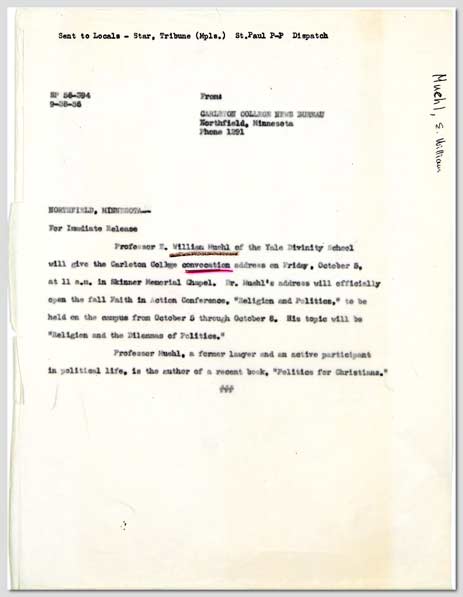 Sent to Locals - Star, Tribune (Mpls.) St.Paul P-P Dispatch
Muehl, E. William
NF 56-394
9-28-56
From:
CARLETON COLLEGE NEWS BUREAU
Northfield, Minnesota
Phone 1291
NORTHFIELD, MINNESOTA--
For Immediate Release
Professor E. William Muehl of the Yale Divinity School
will give the Carleton College convocation address on Friday, October 5,
at 11 a.m. in Skinner Memorial Chapel. Dr. Muehl's address will officially
open the fall Faith in Action Conference, "Religion and Politics," to be
held on the campus from October 5 through October 8. His topic will be
"Religion and the Dilemmas of Politics."
Professor Muehl, a former lawyer and an active participant
in political life, is the author of a recent book, "Politics for Christians."
###